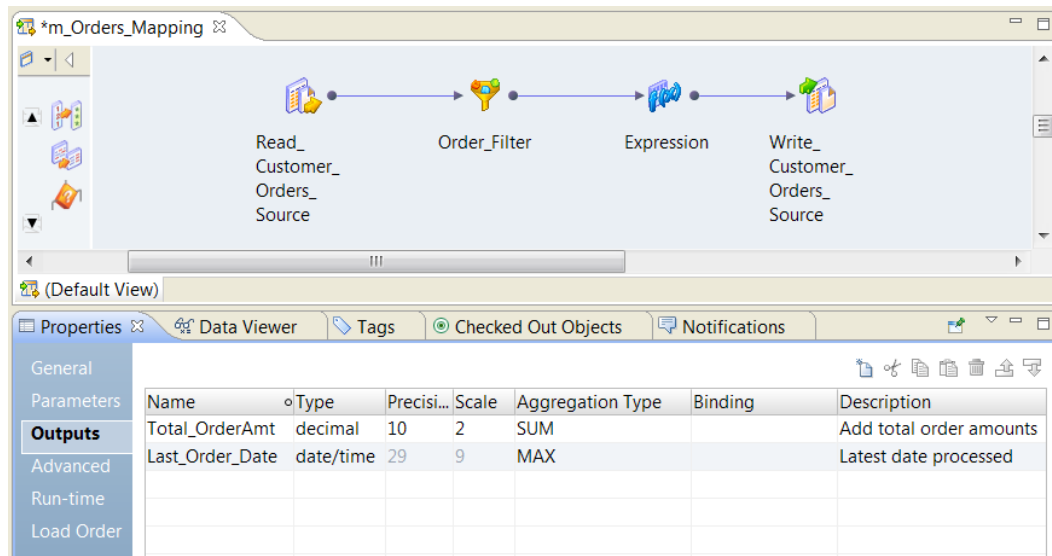 *m_Orders_Mapping
Read_ Order_Filter Expression Write_
Customer_ Customer_
Orders_ Orders_
Source Source
(Default View)
Properties Data Viewer Tags Checked Out Objects Notifications
General
Parameters
Outputs
Advanced
Run-time
Load Order
Name Type Precisi... Scale Aggregation Type Binding Description
Total_OrderAmt decimal 10 2 SUM Add total order amounts
Last_Order_Date date/time 29 9 MAX Latest date processed